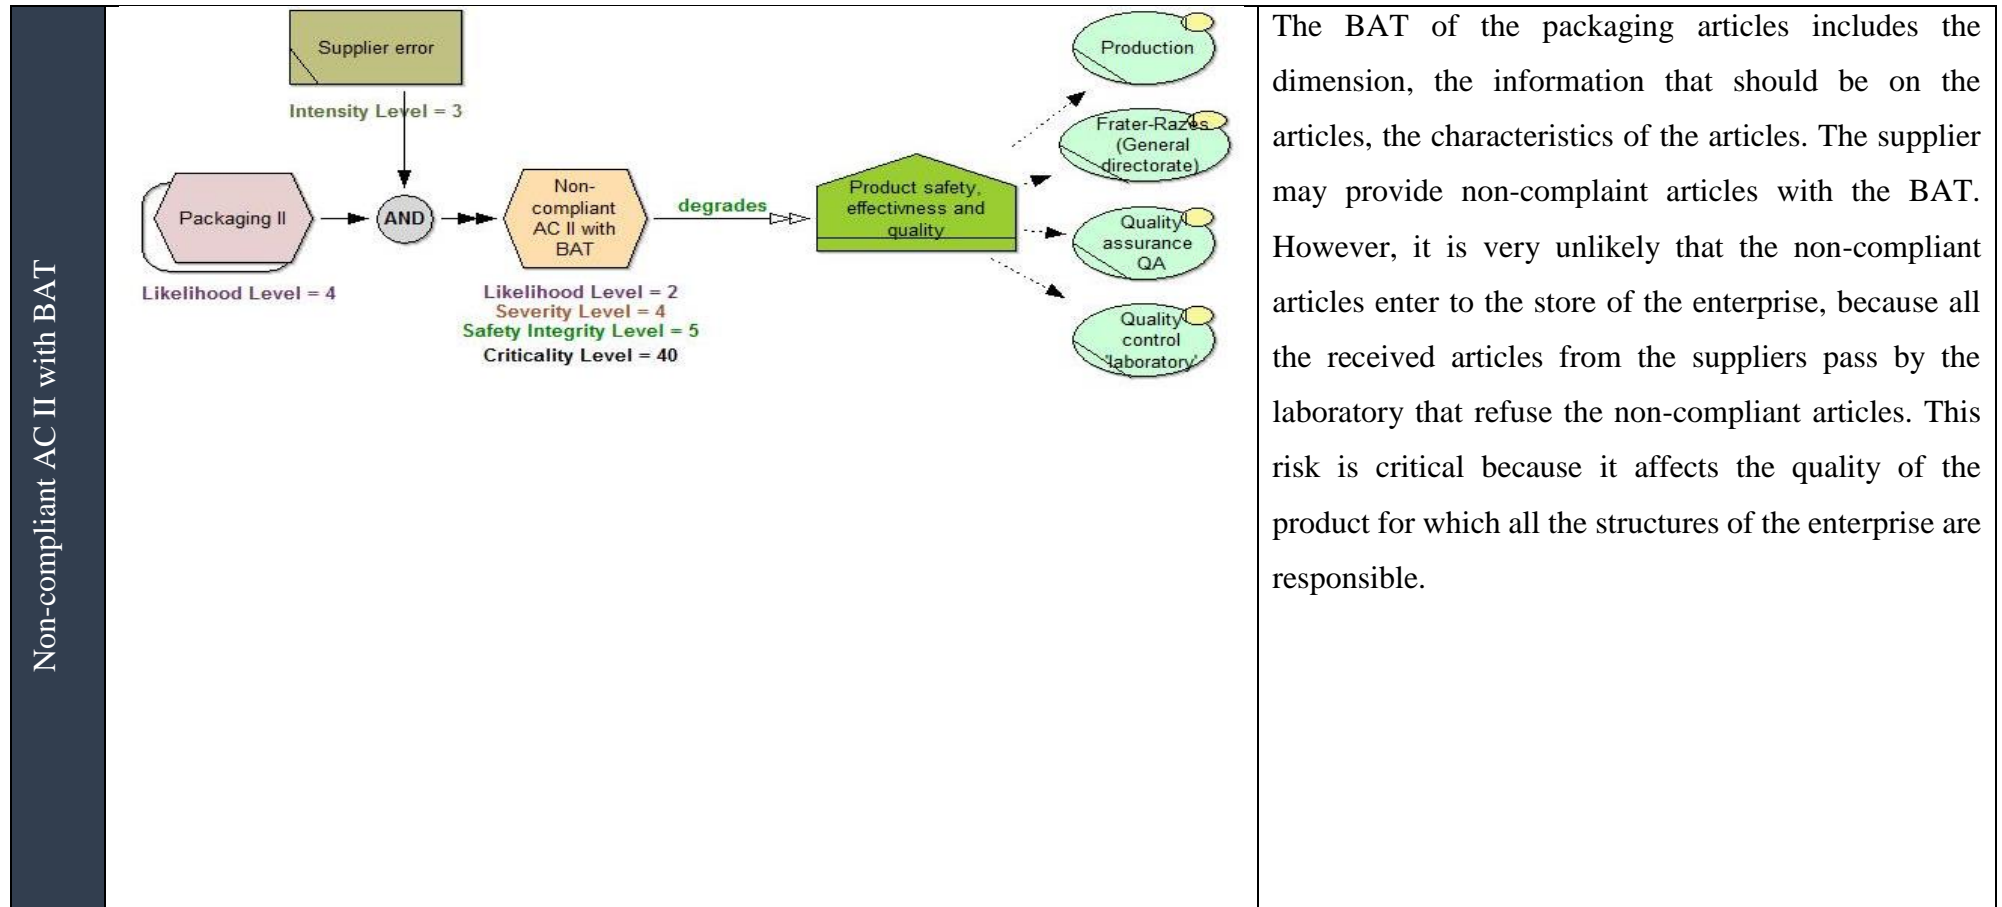 Non-compliant AC II with BAT
Supplier error
Intensity Level = 3
Packaging II
Likelihood Level = 4
AND
Non-
compliant
AC II with
BAT
Likelihood Level = 2
Severity Level = 4
Safety Integrity Level = 5
Criticality Level = 40
degrades
Product safety,
effectivness and
quality
Production
Frater-Razes
(General
directorate)
Quality
assurance
QA
Quality
control
'laboratory'
The BAT of the packaging articles includes the
dimension, the information that should be on the
articles, the characteristics of the articles. The supplier
may provide non-complaint articles with the BAT.
However, it is very unlikely that the non-compliant
articles enter to the store of the enterprise, because all
the received articles from the suppliers pass by the
laboratory that refuse the non-compliant articles. This
risk is critical because it affects the quality of the
product for which all the structures of the enterprise are
responsible.